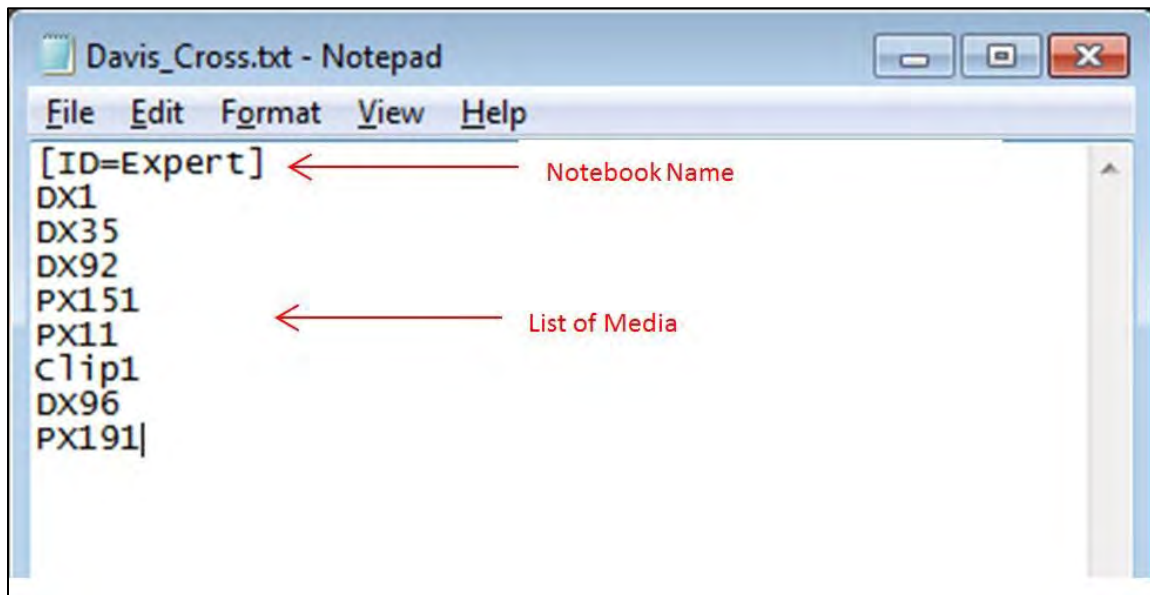 Davis_Cross.txt - Notepad
File Edit Format View Help
[ID=Expert]
Notebook Name
DX1
DX35
DX92
PX151
List of Media
PX11
Clip1
DX96
PX191